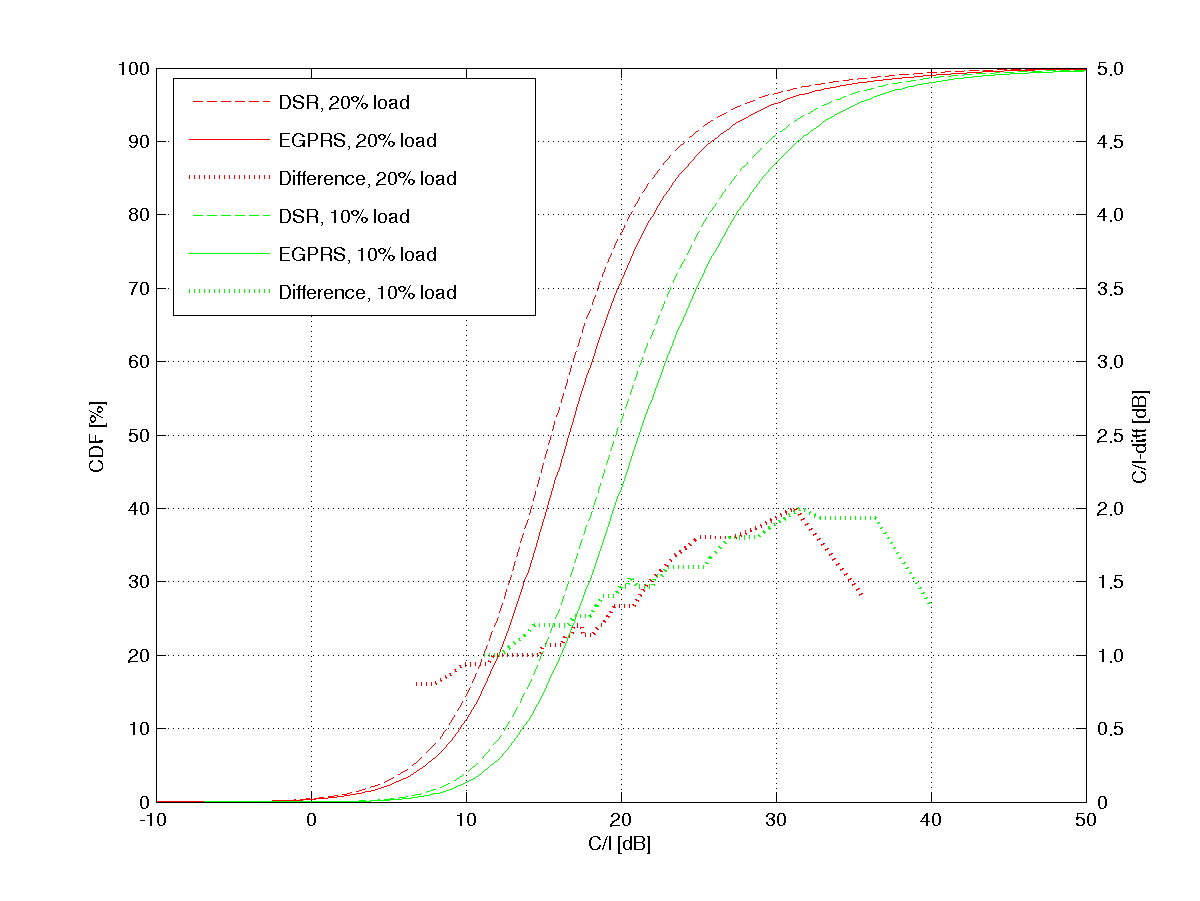 100
90
80
70
60
50
40
30
20
10
0
CDF [%]
DSR, 20% load
EGPRS, 20% load
Difference, 20% load
DSR, 10% load
EGPRS, 10% load
Difference, 10% load
5.0
4.5
4.0
3.5
3.0
2.5
2.0
1.5
1.0
0.5
0
C/I-diff [dB]
-10 0 10 20 30 40 50
C/I [dB]